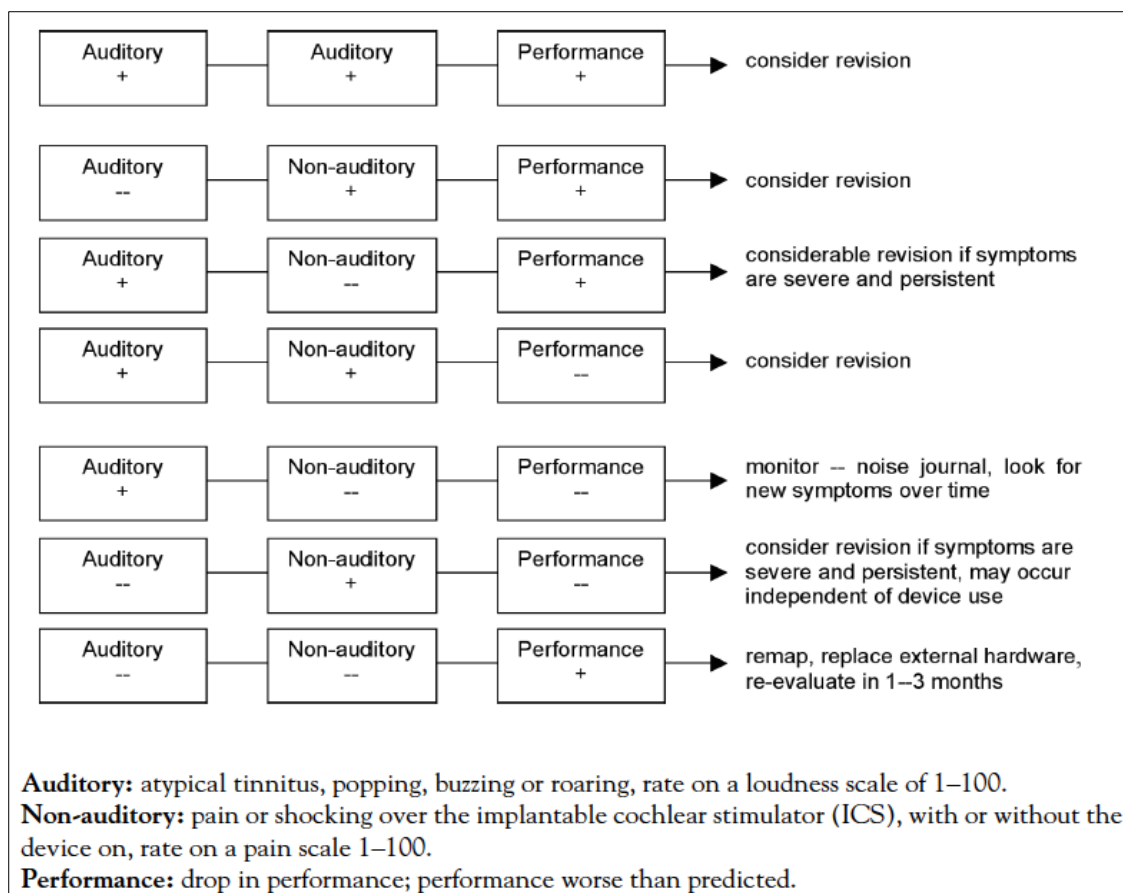 Auditory Auditory Performance
+ + + consider revision
Auditory Non-auditory Performance
-- + + consider revision
Auditory Non-auditory Performance considerable revision if symptoms
+ -- + are severe and persistent
Auditory Non-auditory Performance
+ + -- consider revision
Auditory Non-auditory Performance monitor -- noise journal, look for
+ -- -- new symptoms over time
Auditory Non-auditory Performance consider revision if symptoms are
-- + -- severe and persistent, may occur
independent of device use
Auditory Non-auditory Performance remap, replace external hardware,
-- -- + re-evaluate in 1--3 months
Auditory: atypical tinnitus, popping, buzzing or roaring, rate on a loudness scale of 1–100.
Non-auditory: pain or shocking over the implantable cochlear stimulator (ICS), with or without the
device on, rate on a pain scale 1–100.
Performance: drop in performance; performance worse than predicted.